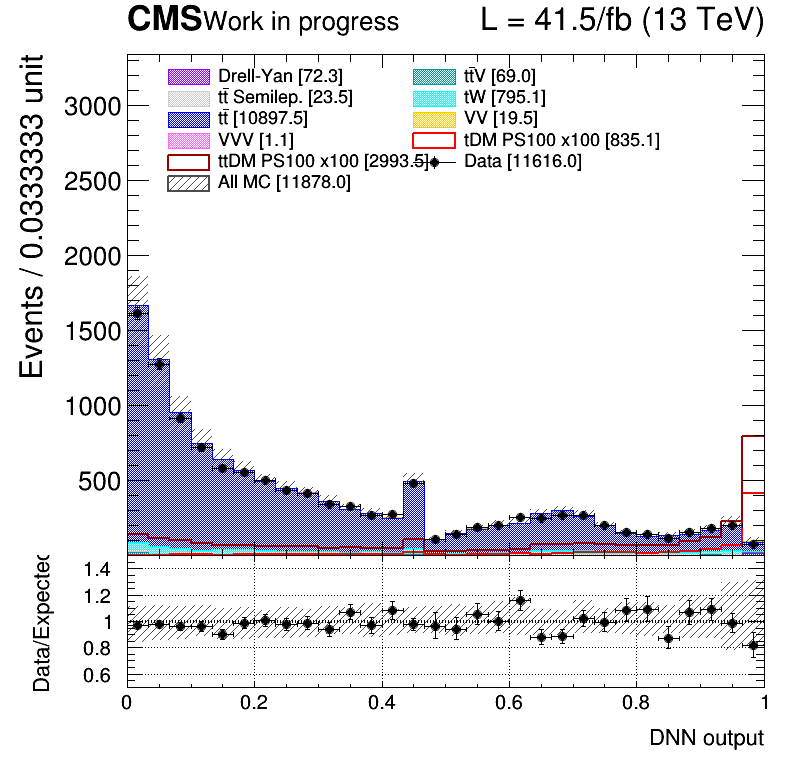 CMS Work in progress L = 41.5/fb (13 TeV)
Events / 0.0333333 unit
Drell-Yan [72.3]
tt̄ Semilep. [23.5]
tt̄ [10897.5]
VVV [1.1]
ttDM PS100 x100 [2993.5]
All MC [11878.0]
tt̄V [69.0]
tW [795.1]
VV [19.5]
tDM PS100 x100 [835.1]
Data [11616.0]
3000
2500
2000
1500
1000
500
Data/Expected
1.4
1.2
1
0.8
0.6
0 0.2 0.4 0.6 0.8 1
DNN output